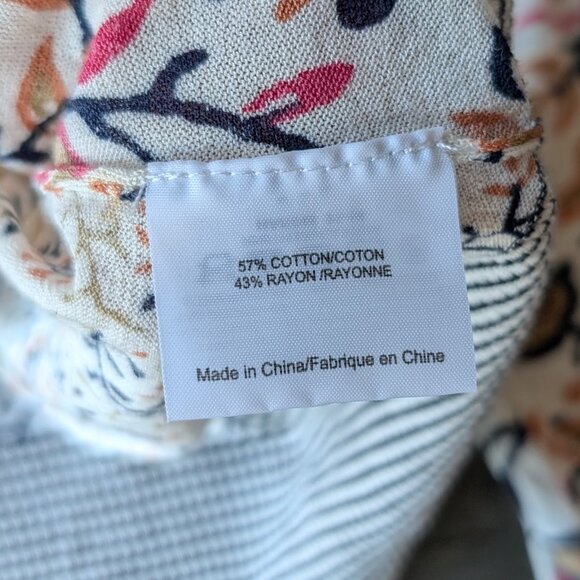 57% COTTON/COTON
43% RAYON /RAYONNE
Made in China/Fabrique en Chine